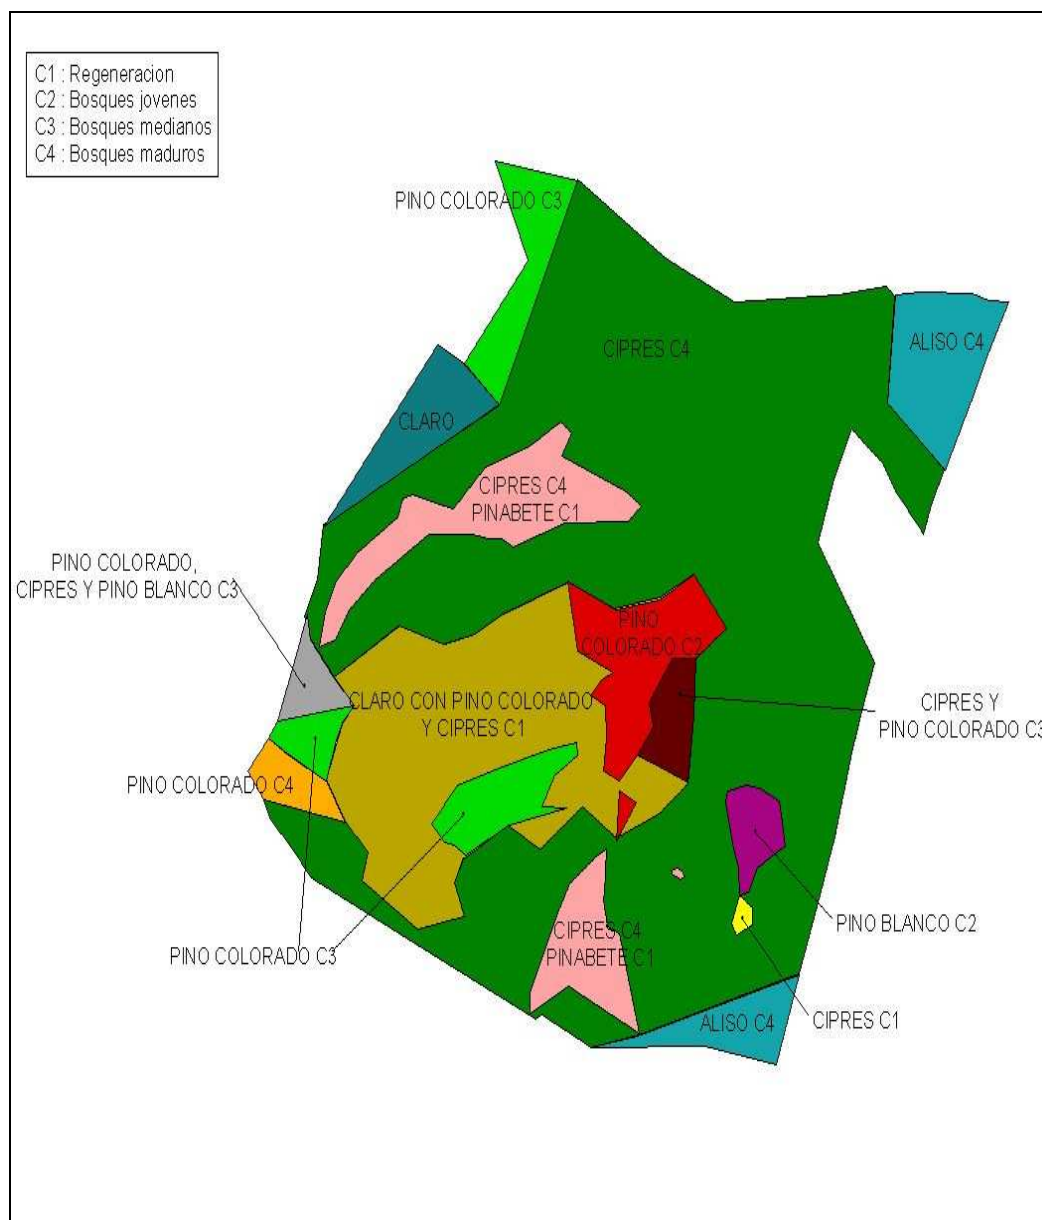 C1 : Regeneracion
C2 : Bosques jovenes
C3 : Bosques medianos
C4 : Bosques maduros
PINO COLORADO C3
CIPRES C4
ALISO C4
CLARO
CIPRES C4
PINABETE C1
PINO COLORADO,
CIPRES Y PINO BLANCO C3
PINO
COLORADO C2
CLARO CON PINO COLORADO
Y CIPRES C1
CIPRES Y
PINO COLORADO C3
PINO COLORADO C4
PINO BLANCO C2
CIPRES C4
PINABETE C1
PINO COLORADO C3
CIPRES C1
ALISO C4